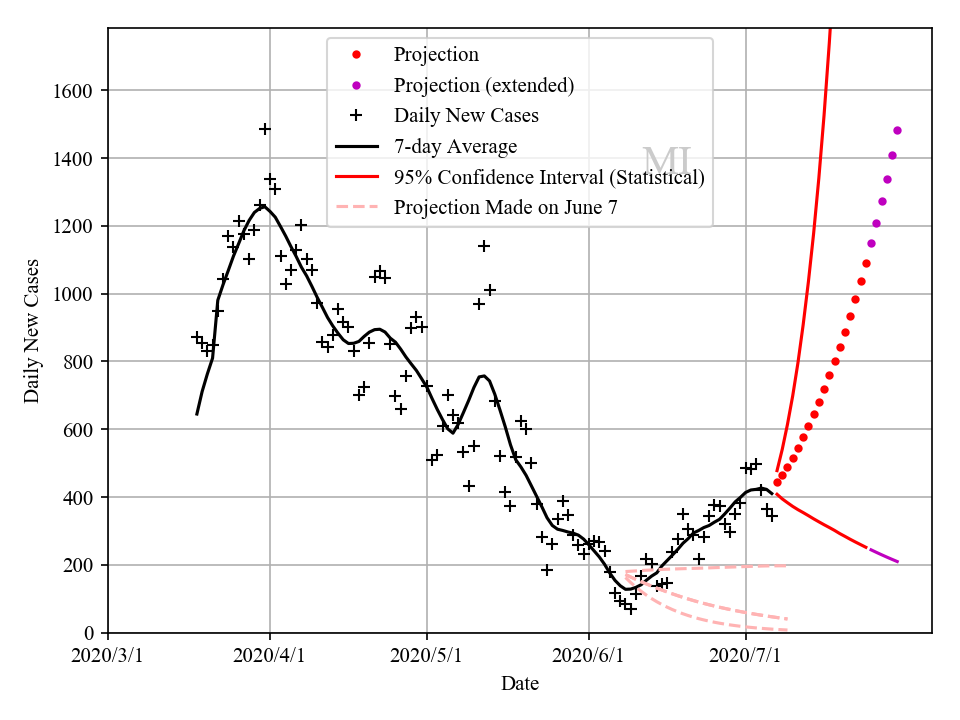 Projection
Projection (extended)
Daily New Cases
7-day Average
95% Confidence Interval (Statistical)
Projection Made on June 7
MI
1600
1400
1200
1000
800
600
400
200
0
Daily New Cases
2020/3/1 2020/4/1 2020/5/1 2020/6/1 2020/7/1
Date